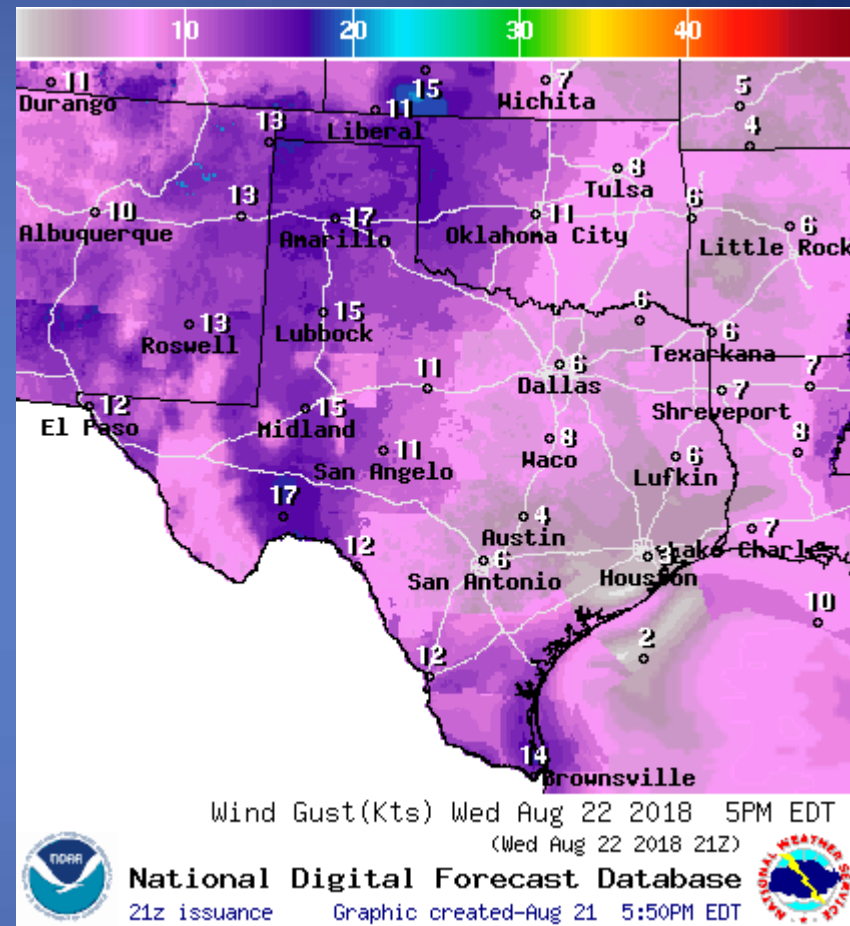 10 20 30 40
11 15 7 5
Durango Wichita
11 4
13 Liberal
8
Tulsa
10 13 17 11 6 6
Albuquerque Amarillo Oklahoma City Little Rock
13 15 6 6
Roswell Lubbock Texarkana
11 6 7 7
Dallas Shreveport
12 15
El Paso Midland
11 8 6 8
San Angelo Waco Lufkin
17 4 7
Austin
12 6 3 Lake Charles
San Antonio Houston
10
12 2
14
Brownsville
Wind Gust(Kts) Wed Aug 22 2018 5PM EDT
(Wed Aug 22 2018 21Z)
NOAA
National Digital Forecast Database
21z issuance Graphic created-Aug 21 5:50PM EDT
NATIONAL WEATHER SERVICE